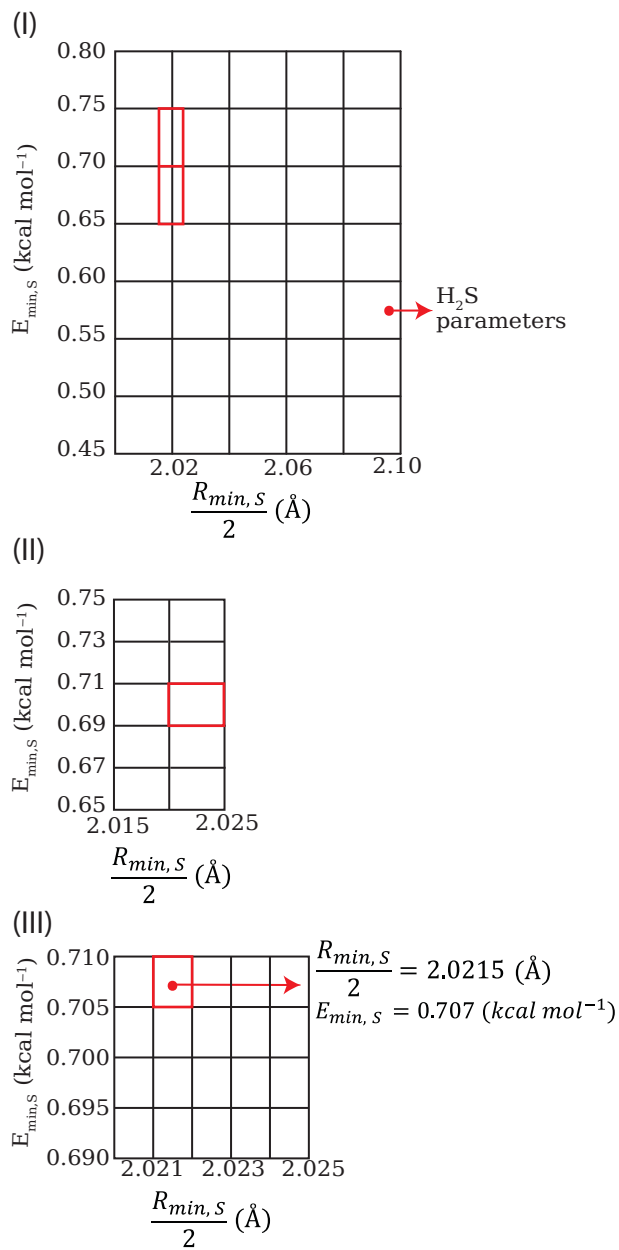 (I)
E_min,S (kcal mol⁻¹)
0.80
0.75
0.70
0.65
0.60
0.55
0.50
0.45
H₂S
parameters
2.02 2.06 2.10
R_min, S / 2 (Å)
(II)
E_min,S (kcal mol⁻¹)
0.75
0.73
0.71
0.69
0.67
0.65
2.015 2.025
R_min, S / 2 (Å)
(III)
E_min,S (kcal mol⁻¹)
0.710
0.705
0.700
0.695
0.690
R_min, S / 2 = 2.0215 (Å)
E_min, S = 0.707 (kcal mol⁻¹)
2.021 2.023 2.025
R_min, S / 2 (Å)